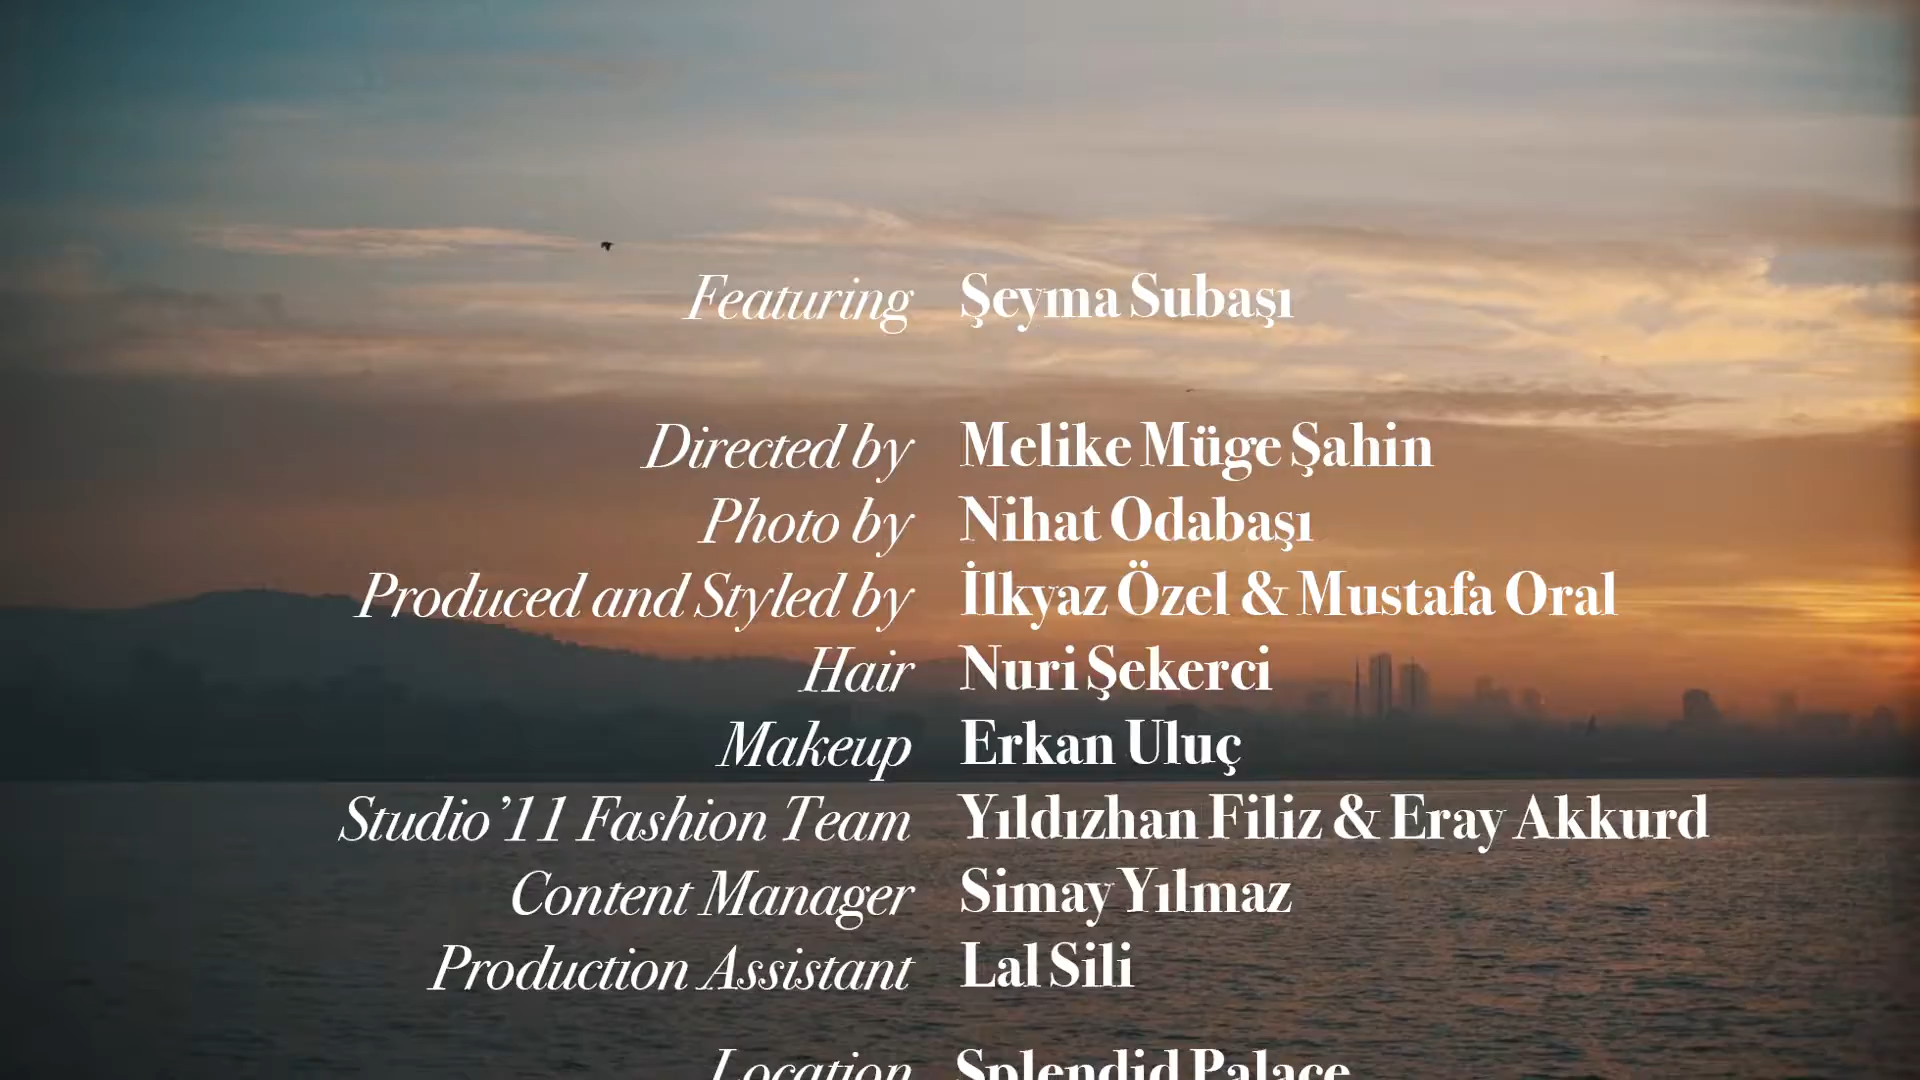 Featuring Şeyma Subaşı
Directed by Melike Müge Şahin
Photo by Nihat Odabaşı
Produced and Styled by İlkyaz Özel & Mustafa Oral
Hair Nuri Şekerci
Makeup Erkan Uluç
Studio’11 Fashion Team Yıldızhan Filiz & Eray Akkurd
Content Manager Simay Yılmaz
Production Assistant Lal Sili
Location Splendid Palace